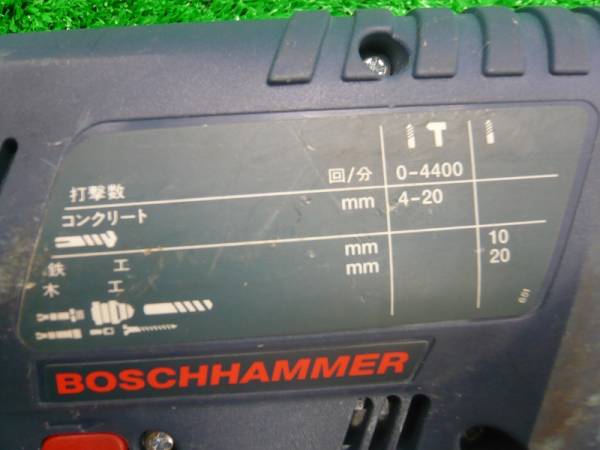 打撃数 回/分 0-4400
コンクリート mm 4-20
鉄 工 mm 10
木 工 mm 20
601
BOSCHHAMMER